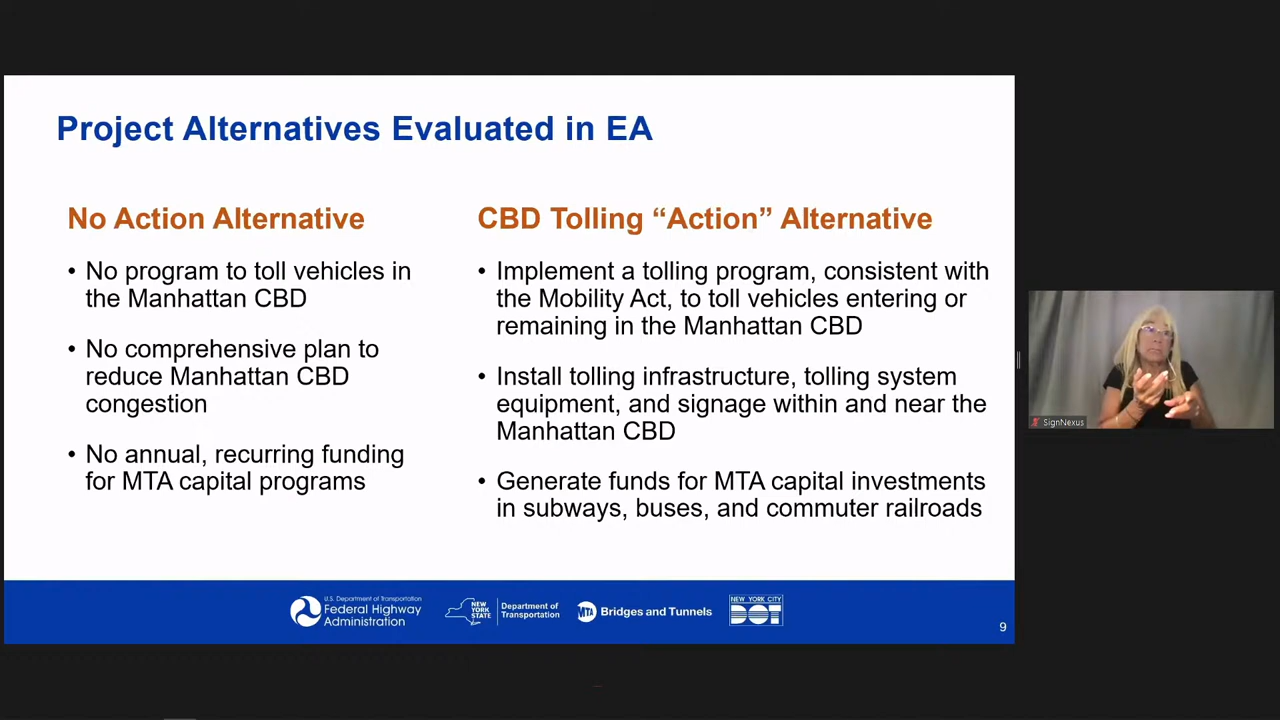 Project Alternatives Evaluated in EA
No Action Alternative
• No program to toll vehicles in
the Manhattan CBD
• No comprehensive plan to
reduce Manhattan CBD
congestion
• No annual, recurring funding
for MTA capital programs
CBD Tolling “Action” Alternative
• Implement a tolling program, consistent with
the Mobility Act, to toll vehicles entering or
remaining in the Manhattan CBD
• Install tolling infrastructure, tolling system
equipment, and signage within and near the
Manhattan CBD
• Generate funds for MTA capital investments
in subways, buses, and commuter railroads
SignNexus
U.S. Department of Transportation
Federal Highway
Administration
NEW
YORK
STATE
Department of
Transportation
MTA
Bridges and Tunnels
NEW YORK CITY
DOT
9